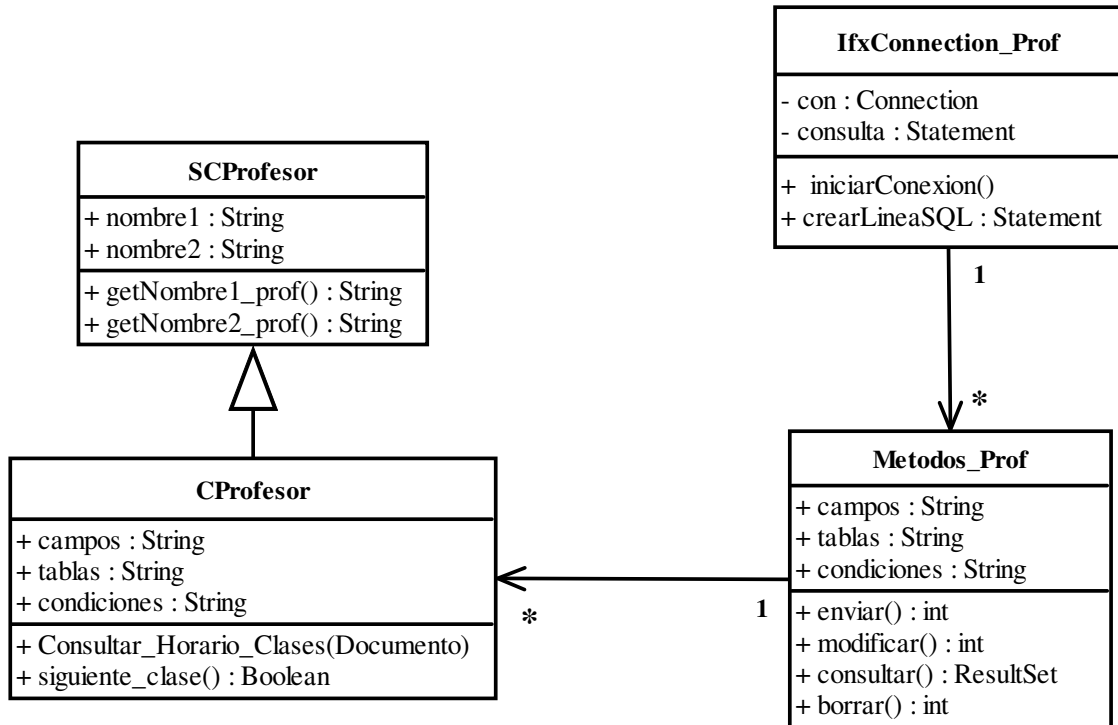 IfxConnection_Prof
- con : Connection
- consulta : Statement
+ iniciarConexion()
+ crearLineaSQL : Statement
1
*
SCProfesor
+ nombre1 : String
+ nombre2 : String
+ getNombre1_prof() : String
+ getNombre2_prof() : String
CProfesor
+ campos : String
+ tablas : String
+ condiciones : String
+ Consultar_Horario_Clases(Documento)
+ siguiente_clase() : Boolean
*
1
Metodos_Prof
+ campos : String
+ tablas : String
+ condiciones : String
+ enviar() : int
+ modificar() : int
+ consultar() : ResultSet
+ borrar() : int